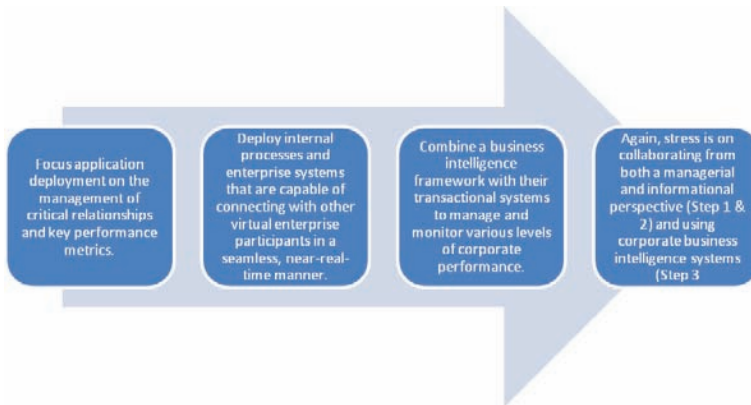 Focus application
deployment on the
management of
critical relationships
and key performance
metrics.
Deploy internal
processes and
enterprise systems
that are capable of
connecting with other
virtual enterprise
participants in a
seamless, near-real-
time manner.
Combine a business
intelligence
framework with their
transactional systems
to manage and
monitor various levels
of corporate
performance.
Again, stress is on
collaborating from
both a managerial
and informational
perspective (Step 1 &
2) and using
corporate business
intelligence systems
(Step 3